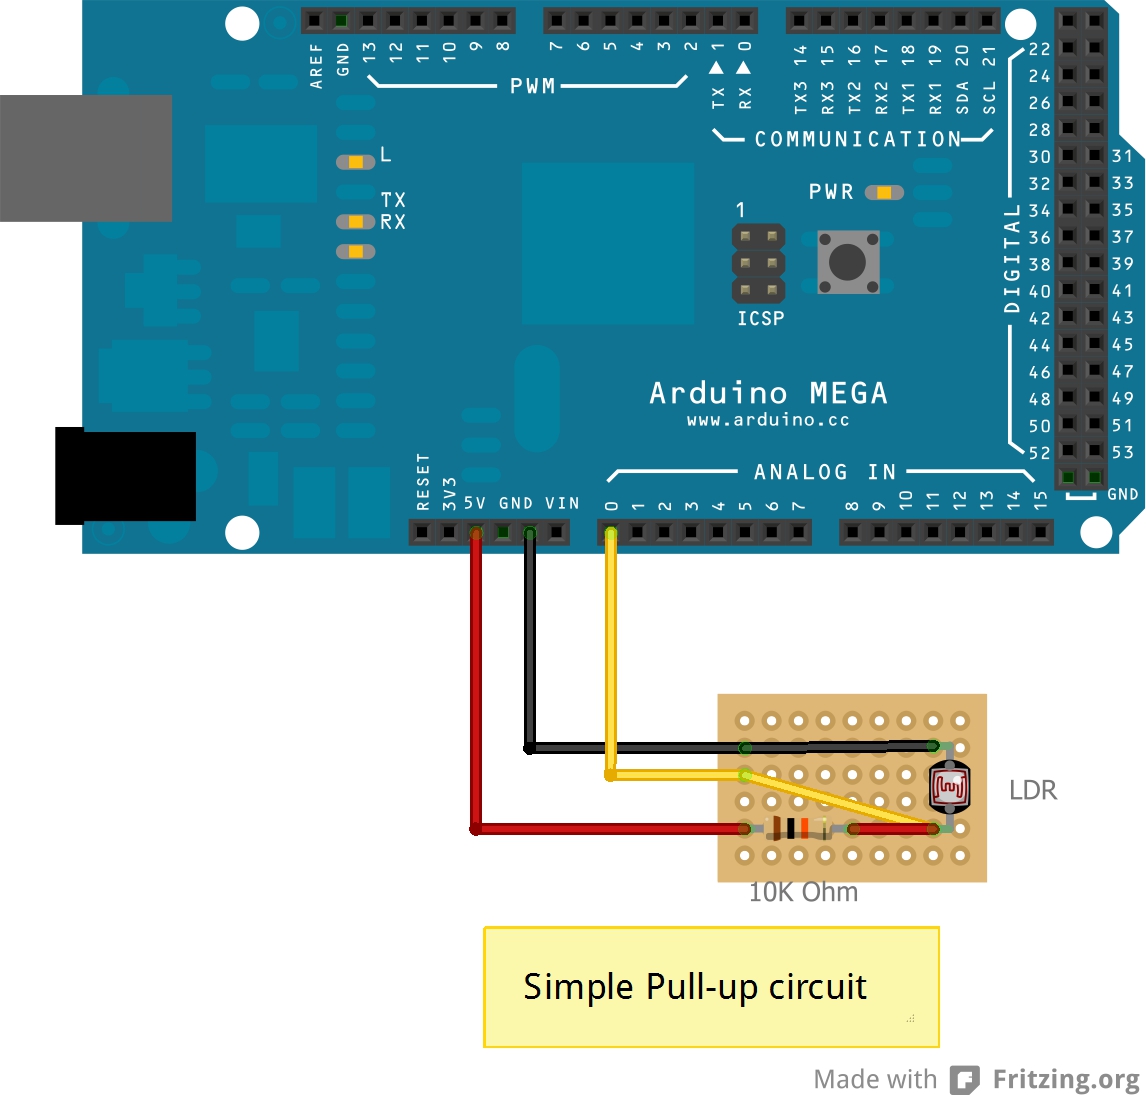 AREF GND 13 12 11 10 9 8 7 6 5 4 3 2 1 0 14 15 16 17 18 19 20 21
TX RX TX3 RX3 TX2 RX2 TX1 RX1 SDA SCL
PWM
COMMUNICATION
L
TX
RX
PWR
1
ICSP
DIGITAL
22
24
26
28
30 31
32 33
34 35
36 37
38 39
40 41
42 43
44 45
46 47
48 49
50 51
52 53
GND
Arduino MEGA
www.arduino.cc
ANALOG IN
RESET 3V3 5V GND VIN 0 1 2 3 4 5 6 7 8 9 10 11 12 13 14 15
LDR
10K Ohm
Simple Pull-up circuit
Made with Fritzing.org